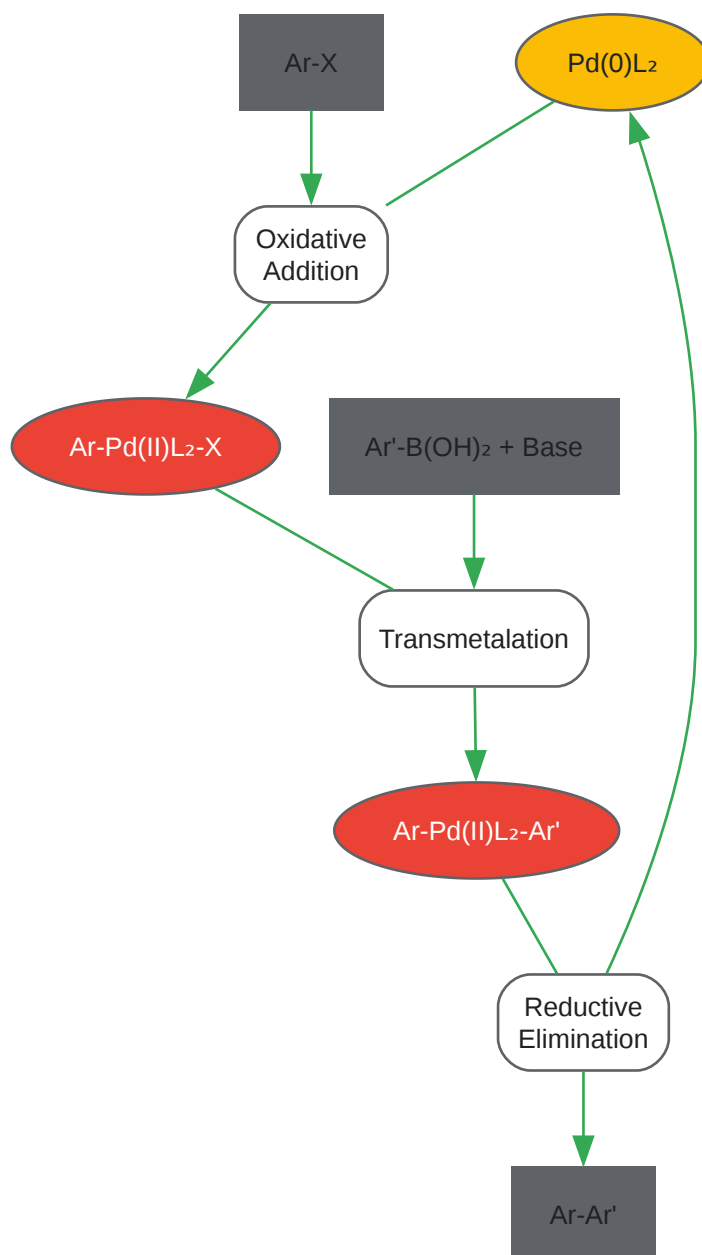 Ar-X
Pd(0)L₂
Oxidative
Addition
Ar-Pd(II)L₂-X
Ar'-B(OH)₂ + Base
Transmetalation
Ar-Pd(II)L₂-Ar'
Reductive
Elimination
Ar-Ar'